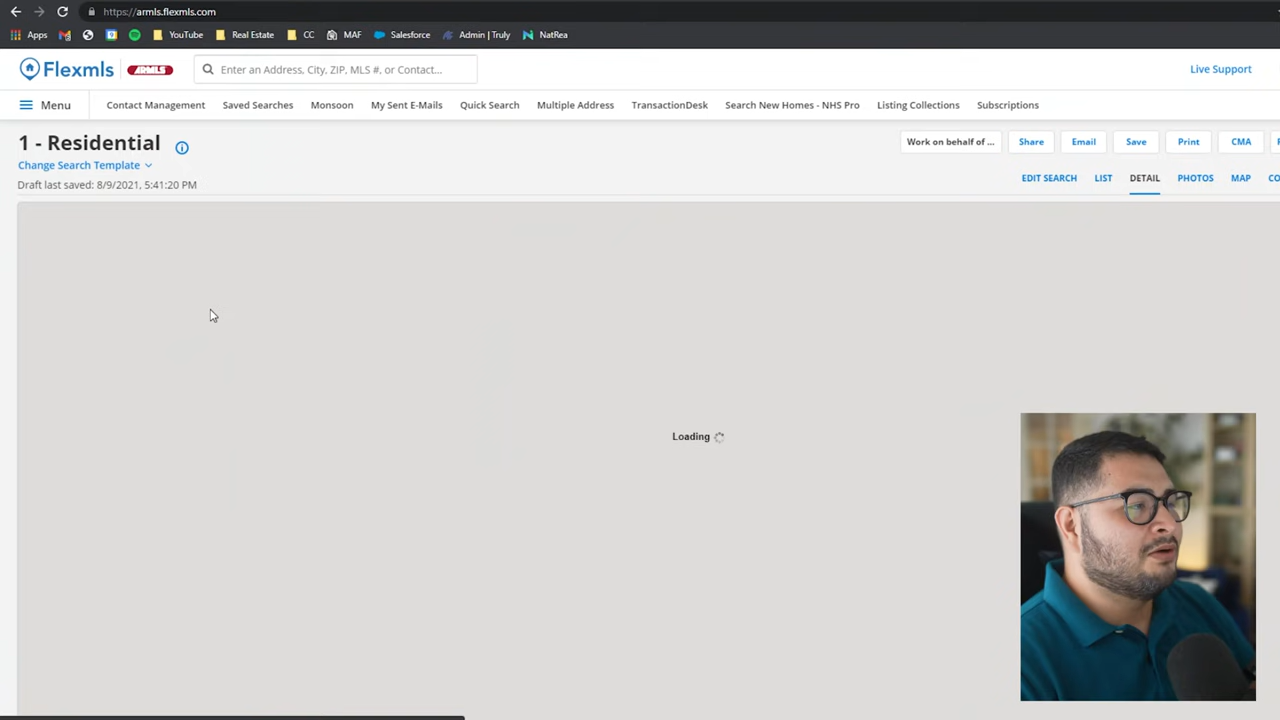 https://armls.flexmls.com
Apps YouTube Real Estate CC MAF Salesforce Admin | Truly NatRea
Flexmls ARMLS Enter an Address, City, ZIP, MLS #, or Contact... Live Support
Menu Contact Management Saved Searches Monsoon My Sent E-Mails Quick Search Multiple Address TransactionDesk Search New Homes - NHS Pro Listing Collections Subscriptions
1 - Residential Work on behalf of ... Share Email Save Print CMA
Change Search Template
EDIT SEARCH LIST DETAIL PHOTOS MAP CO
Draft last saved: 8/9/2021, 5:41:20 PM
Loading